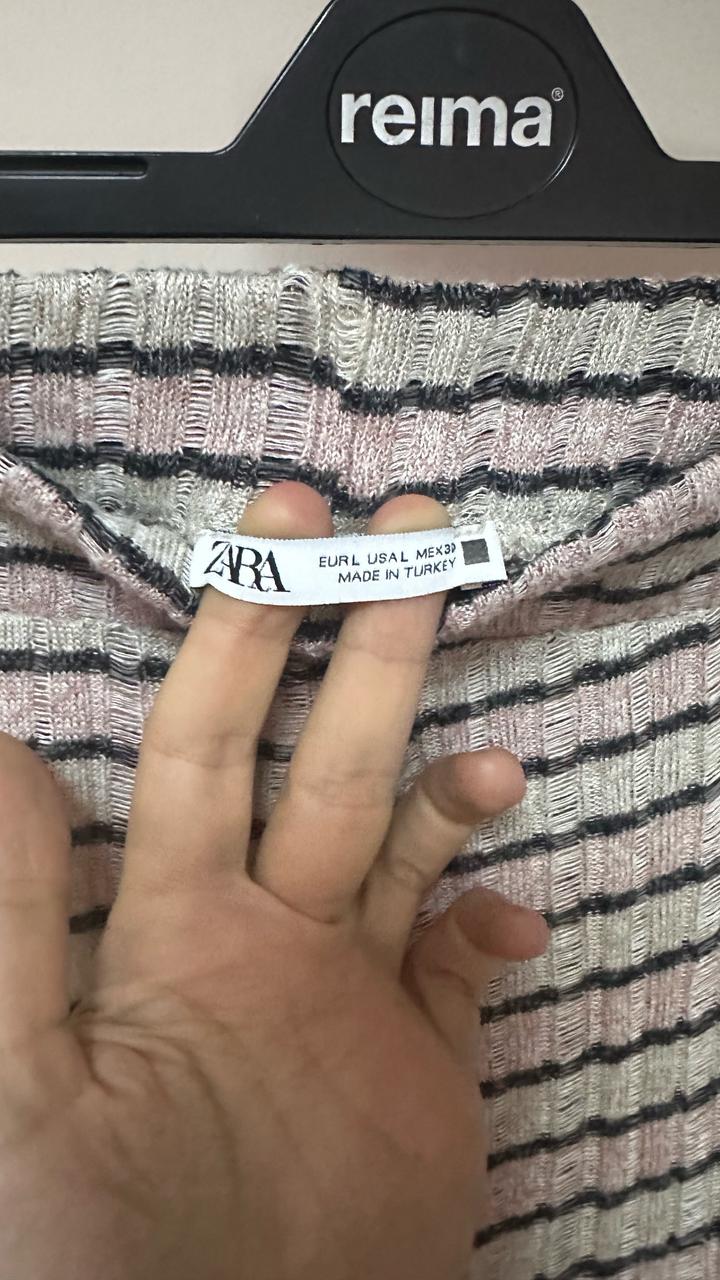 reima®
ZARA
EUR L USA L MEX 30
MADE IN TURKEY